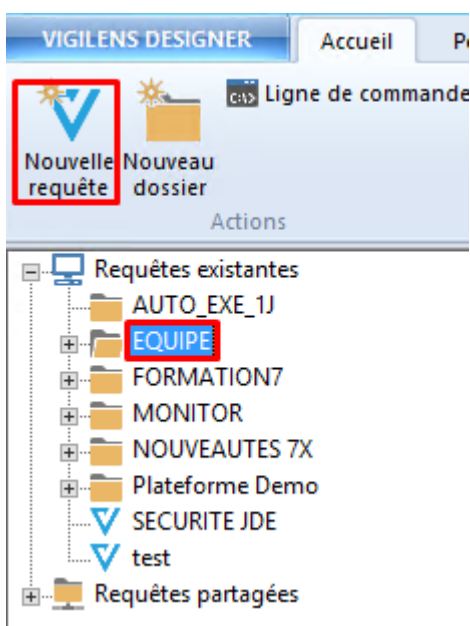 VIGILENS DESIGNER
Accueil
P
Ligne de commande
Nouvelle Nouveau
requête dossier
Actions
Requêtes existantes
AUTO_EXE_1J
EQUIPE
FORMATION7
MONITOR
NOUVEAUTES 7X
Plateforme Demo
SECURITE JDE
test
Requêtes partagées